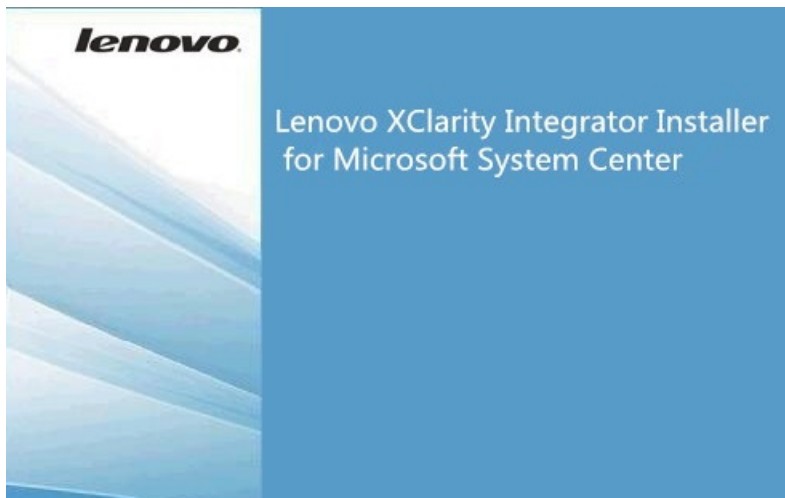 lenovo.
Lenovo XClarity Integrator Installer
for Microsoft System Center